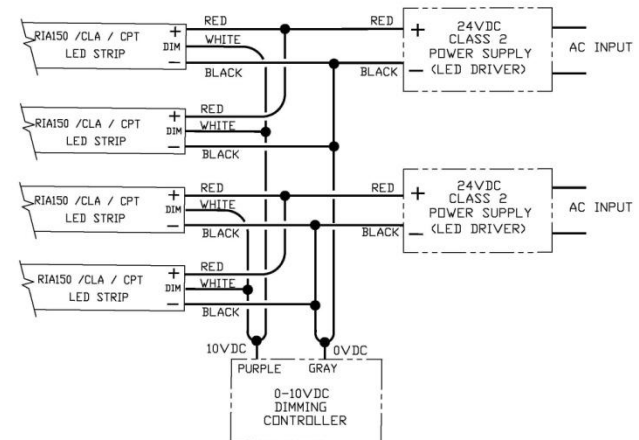 RED
RED
RIA150 /CLA / CPT
LED STRIP
+
DIM
−
WHITE
BLACK
BLACK
+
−
24VDC
CLASS 2
POWER SUPPLY
(LED DRIVER)
AC INPUT
RIA150 /CLA / CPT
LED STRIP
+
DIM
−
RED
WHITE
BLACK
RIA150 /CLA / CPT
LED STRIP
+
DIM
−
RED
WHITE
BLACK
RED
BLACK
+
−
24VDC
CLASS 2
POWER SUPPLY
(LED DRIVER)
AC INPUT
RIA150 /CLA / CPT
LED STRIP
+
DIM
−
RED
WHITE
BLACK
10VDC
0VDC
PURPLE GRAY
0-10VDC
DIMMING
CONTROLLER